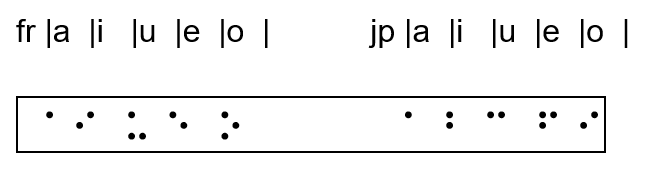 fr |a |i |u |e |o | jp |a |i |u |e |o |
⠁⠊⠥⠑⠕ ⠁⠃⠉⠋⠊